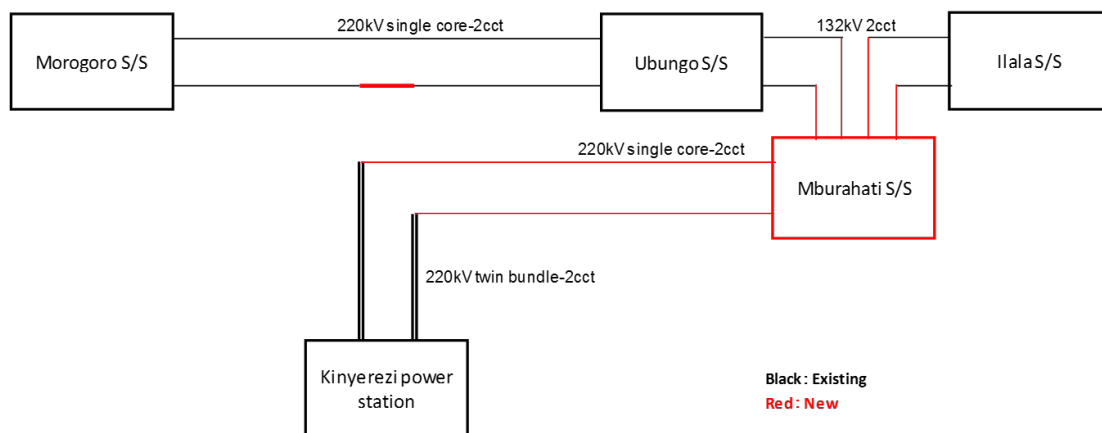 220kV single core-2cct
132kV 2cct
Morogoro S/S
Ubungo S/S
Ilala S/S
220kV single core-2cct
Mburahati S/S
220kV twin bundle-2cct
Kinyerezi power
station
Black : Existing
Red : New